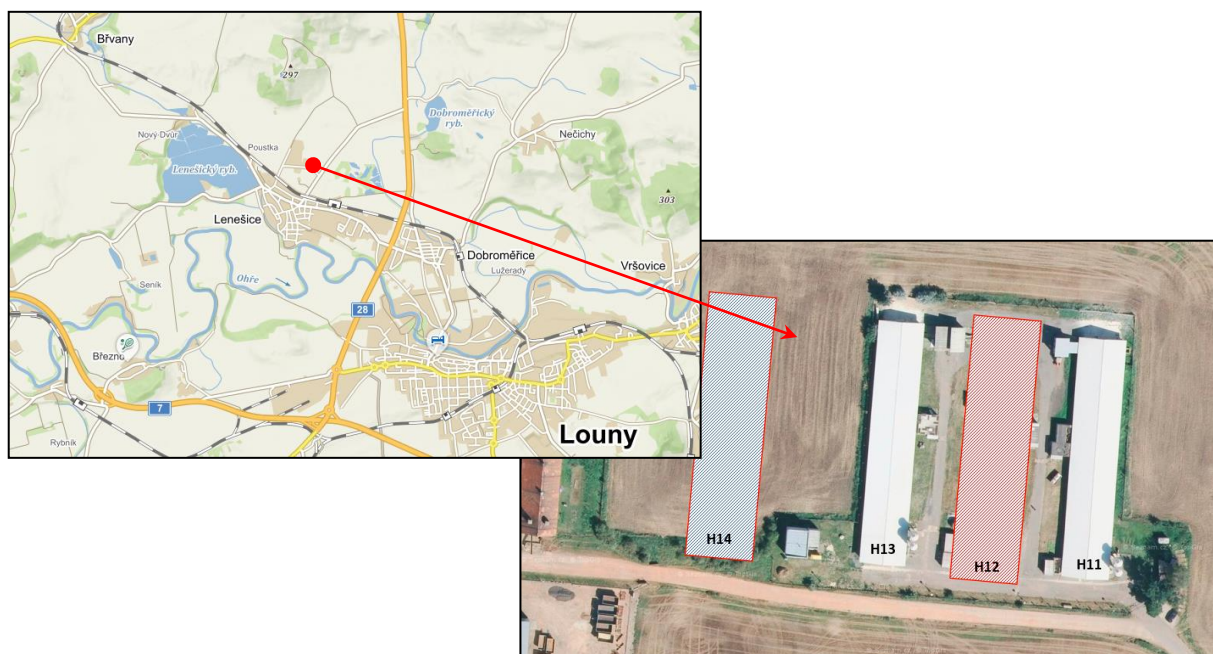 Břvany
297
Dobroměřický
ryb.
Nový Dvůr
Poustka
Nečichy
Lenešický ryb.
303
Lenešice
Dobroměřice
Lužerady
Vršovice
Ohře
Seník
28
Březno
7
Rybník
Louny
H14
H13
H12
H11